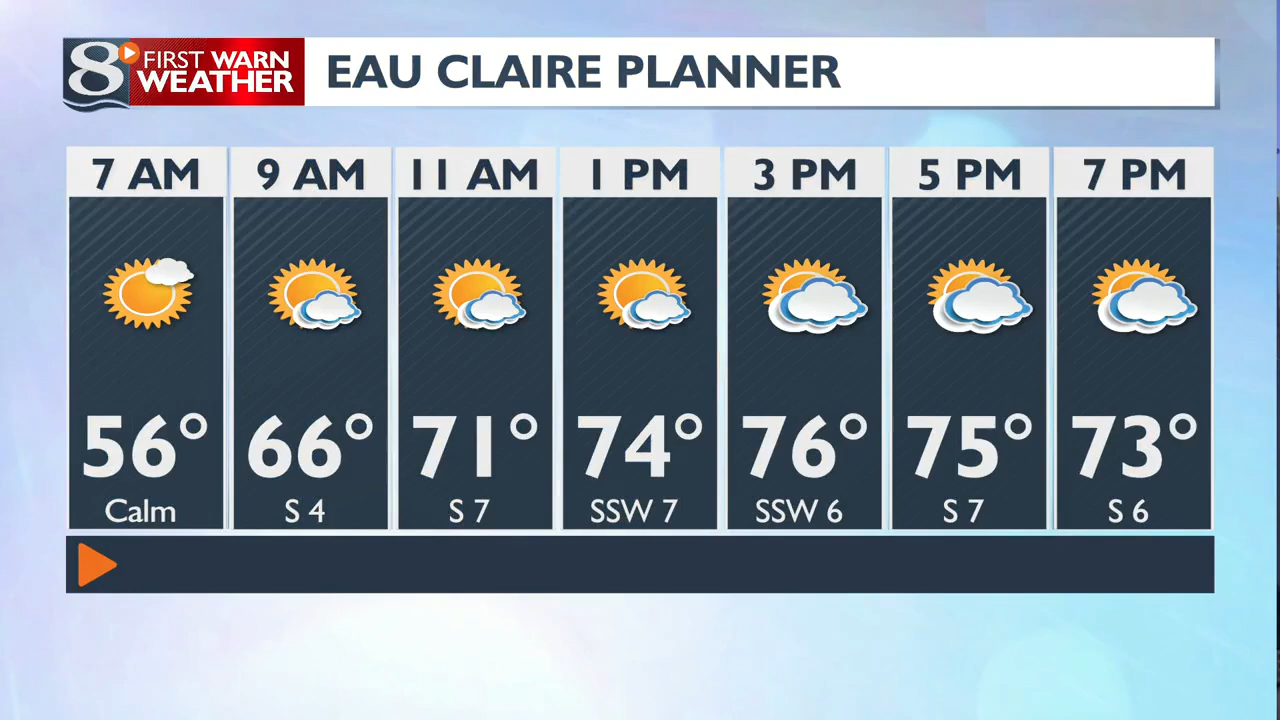 8 FIRST WARN
WEATHER
EAU CLAIRE PLANNER
7 AM 9 AM 11 AM 1 PM 3 PM 5 PM 7 PM
56° 66° 71° 74° 76° 75° 73°
Calm S 4 S 7 SSW 7 SSW 6 S 7 S 6